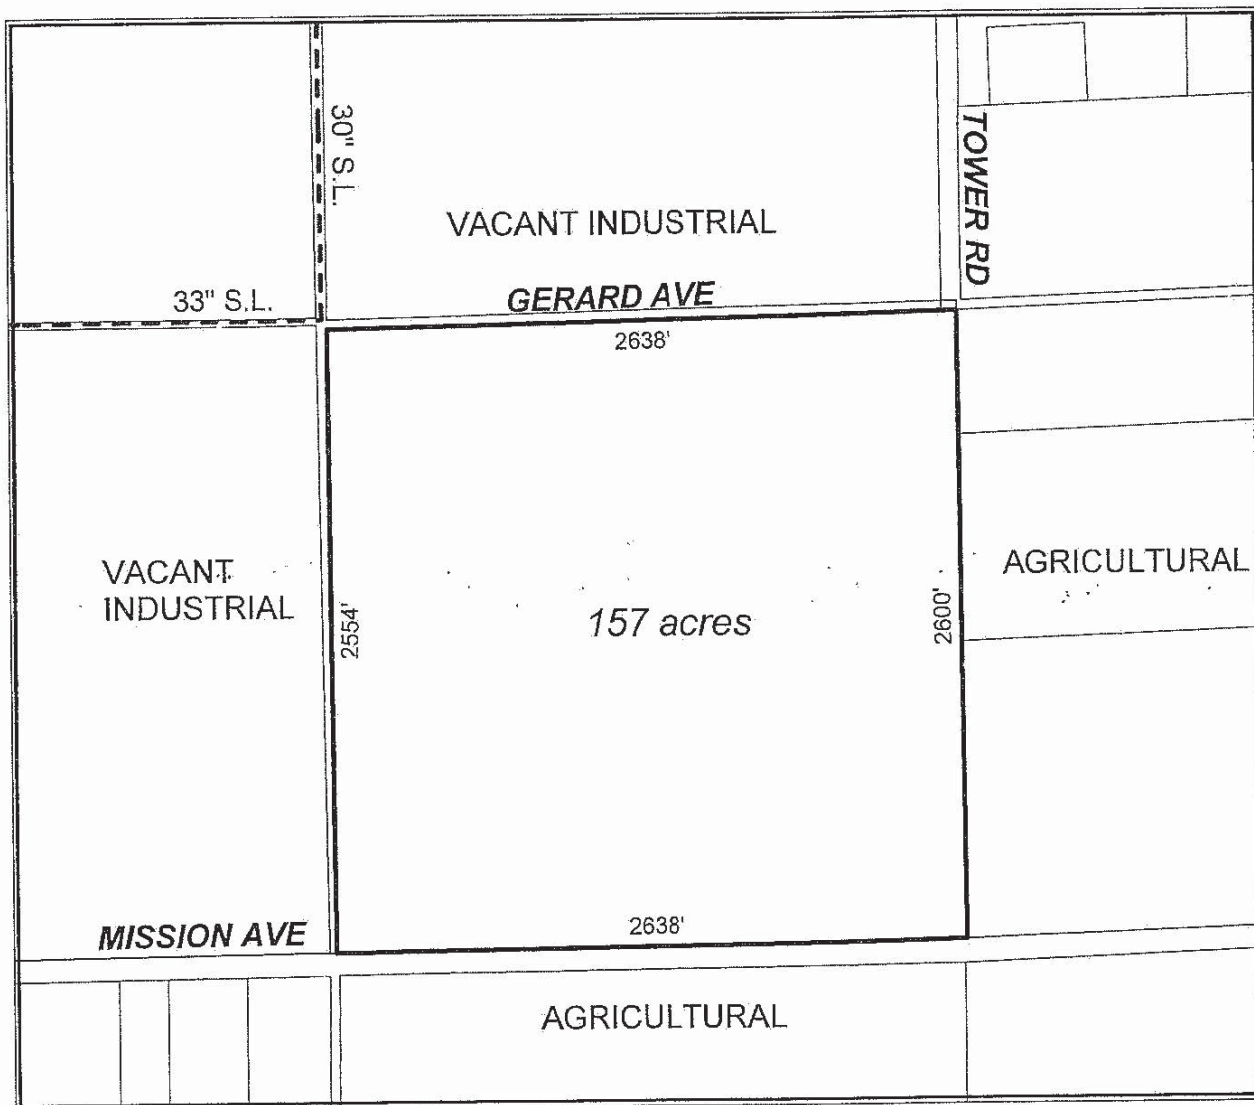 30" S.L.
TOWER RD
VACANT INDUSTRIAL
33" S.L.
GERARD AVE
2638'
VACANT
INDUSTRIAL
AGRICULTURAL
2554'
157 acres
2600'
MISSION AVE
2638'
AGRICULTURAL